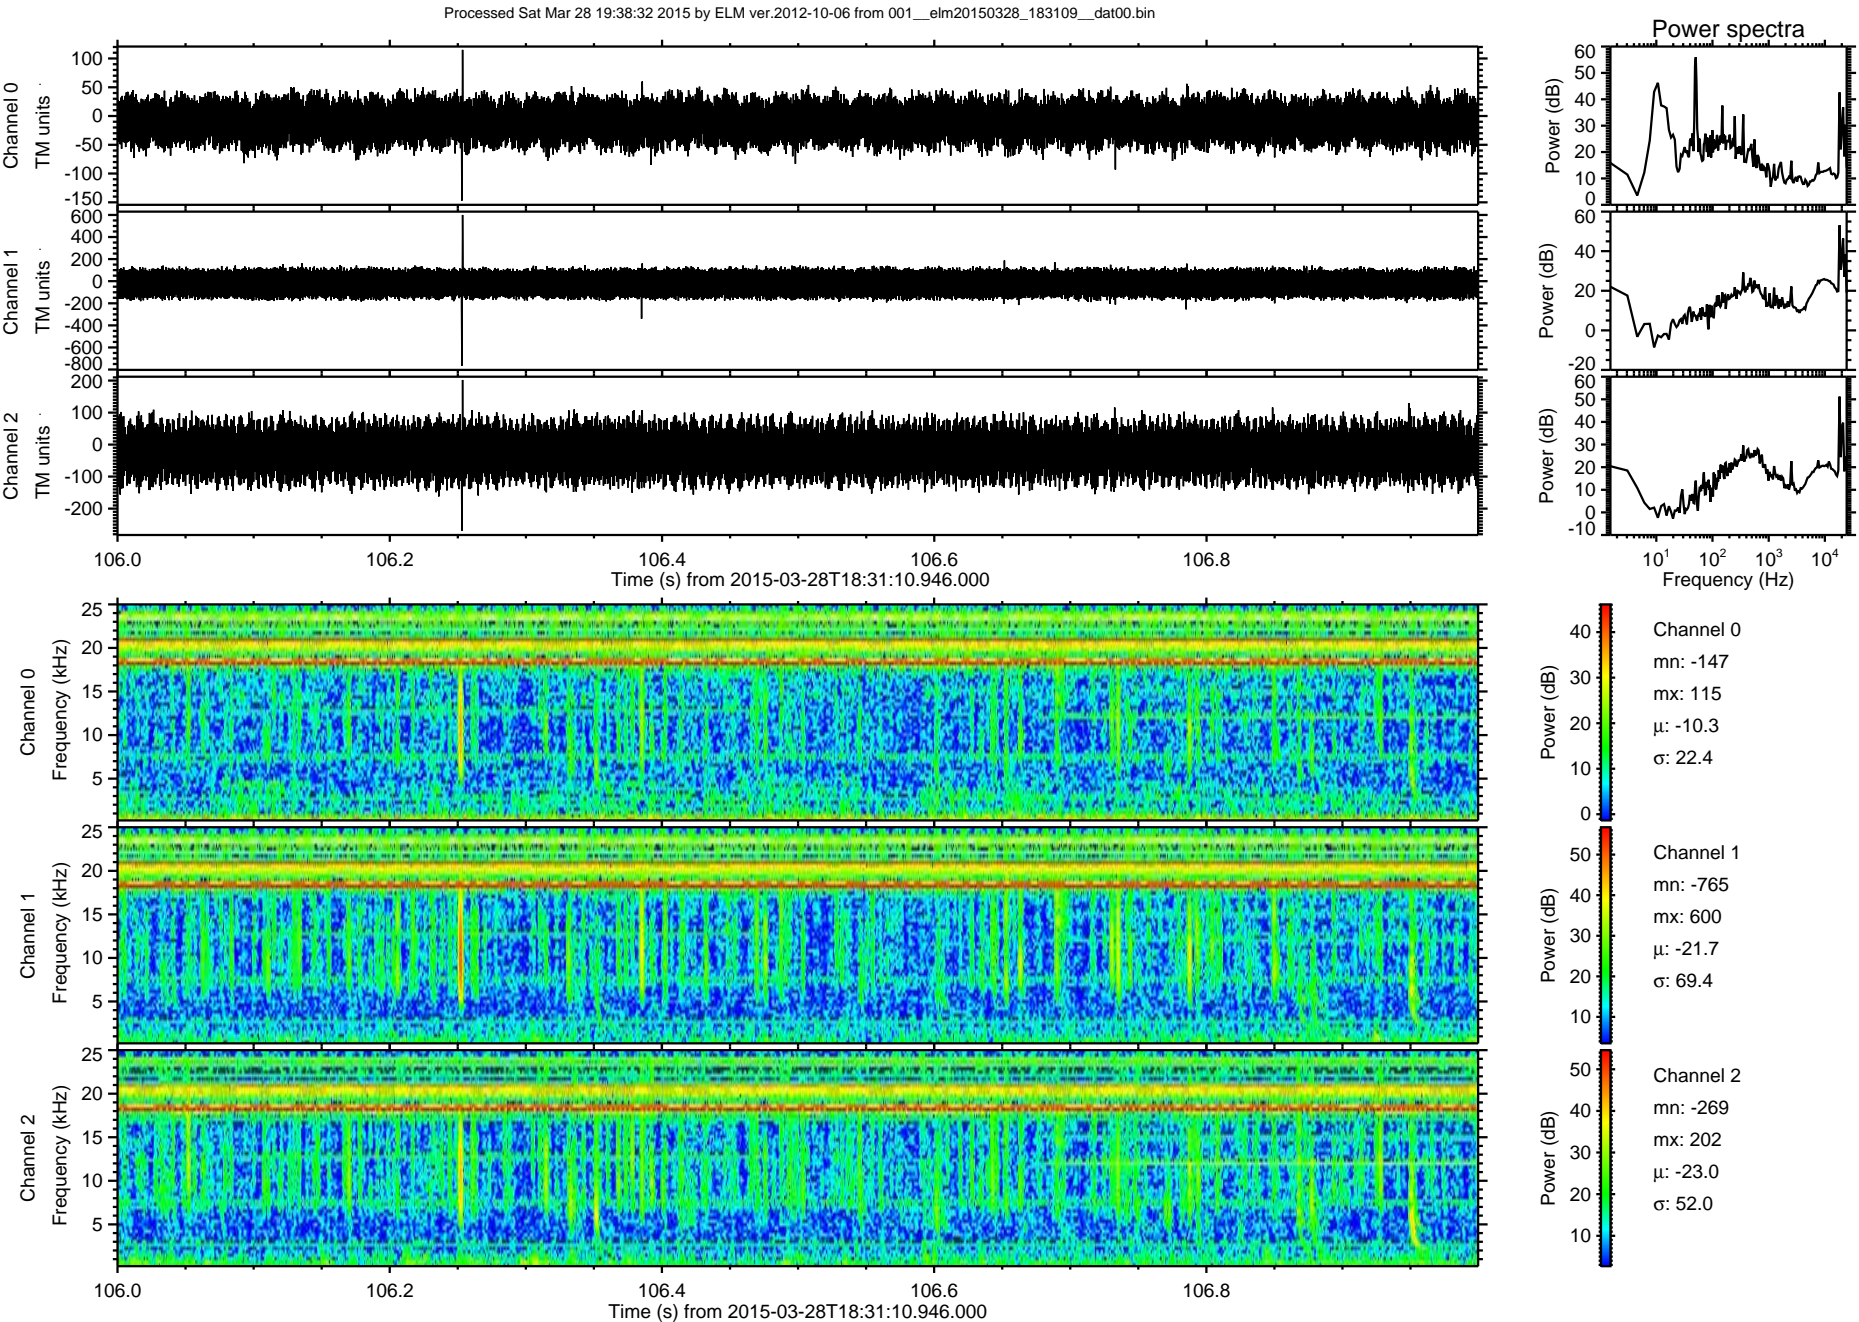 Processed Sat Mar 28 19:38:32 2015 by ELM ver.2012-10-06 from 001__elm20150328_183109__dat00.bin
Power spectra
Channel 0
TM units
100
50
0
-50
-100
-150
Power (dB)
60
50
40
30
20
10
0
Channel 1
TM units
600
400
200
0
-200
-400
-600
-800
Power (dB)
60
40
20
0
-20
Channel 2
TM units
200
100
0
-100
-200
Power (dB)
60
50
40
30
20
10
0
-10
106.0 106.2 106.4 106.6 106.8
Time (s) from 2015-03-28T18:31:10.946.000
10^1 10^2 10^3 10^4
Frequency (Hz)
Channel 0
Frequency (kHz)
25
20
15
10
5
Power (dB)
40
30
20
10
0
Channel 0
mn: -147
mx: 115
μ: -10.3
σ: 22.4
Channel 1
Frequency (kHz)
25
20
15
10
5
Power (dB)
50
40
30
20
10
Channel 1
mn: -765
mx: 600
μ: -21.7
σ: 69.4
Channel 2
Frequency (kHz)
25
20
15
10
5
Power (dB)
50
40
30
20
10
Channel 2
mn: -269
mx: 202
μ: -23.0
σ: 52.0
106.0 106.2 106.4 106.6 106.8
Time (s) from 2015-03-28T18:31:10.946.000